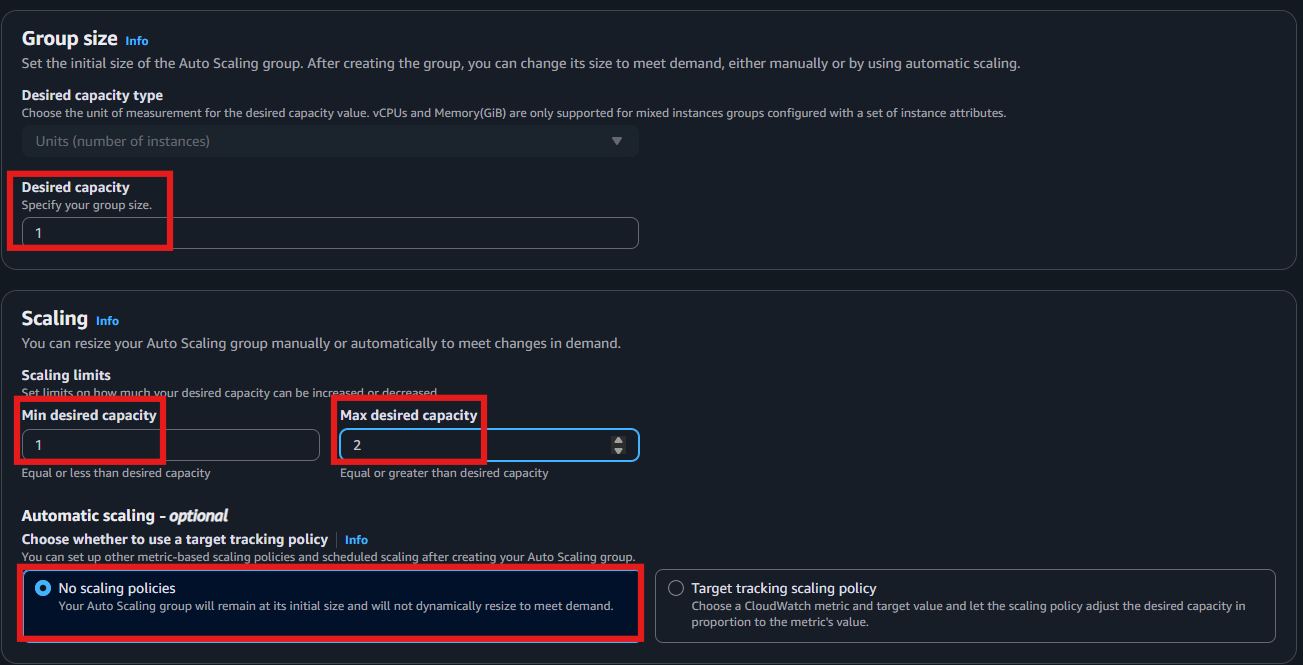 Group size Info
Set the initial size of the Auto Scaling group. After creating the group, you can change its size to meet demand, either manually or by using automatic scaling.
Desired capacity type
Choose the unit of measurement for the desired capacity value. vCPUs and Memory(GiB) are only supported for mixed instances groups configured with a set of instance attributes.
Units (number of instances)
Desired capacity
Specify your group size.
1
Scaling Info
You can resize your Auto Scaling group manually or automatically to meet changes in demand.
Scaling limits
Set limits on how much your desired capacity can be increased or decreased.
Min desired capacity Max desired capacity
1 2
Equal or less than desired capacity Equal or greater than desired capacity
Automatic scaling - optional
Choose whether to use a target tracking policy Info
You can set up other metric-based scaling policies and scheduled scaling after creating your Auto Scaling group.
No scaling policies
Your Auto Scaling group will remain at its initial size and will not dynamically resize to meet demand.
Target tracking scaling policy
Choose a CloudWatch metric and target value and let the scaling policy adjust the desired capacity in
proportion to the metric's value.